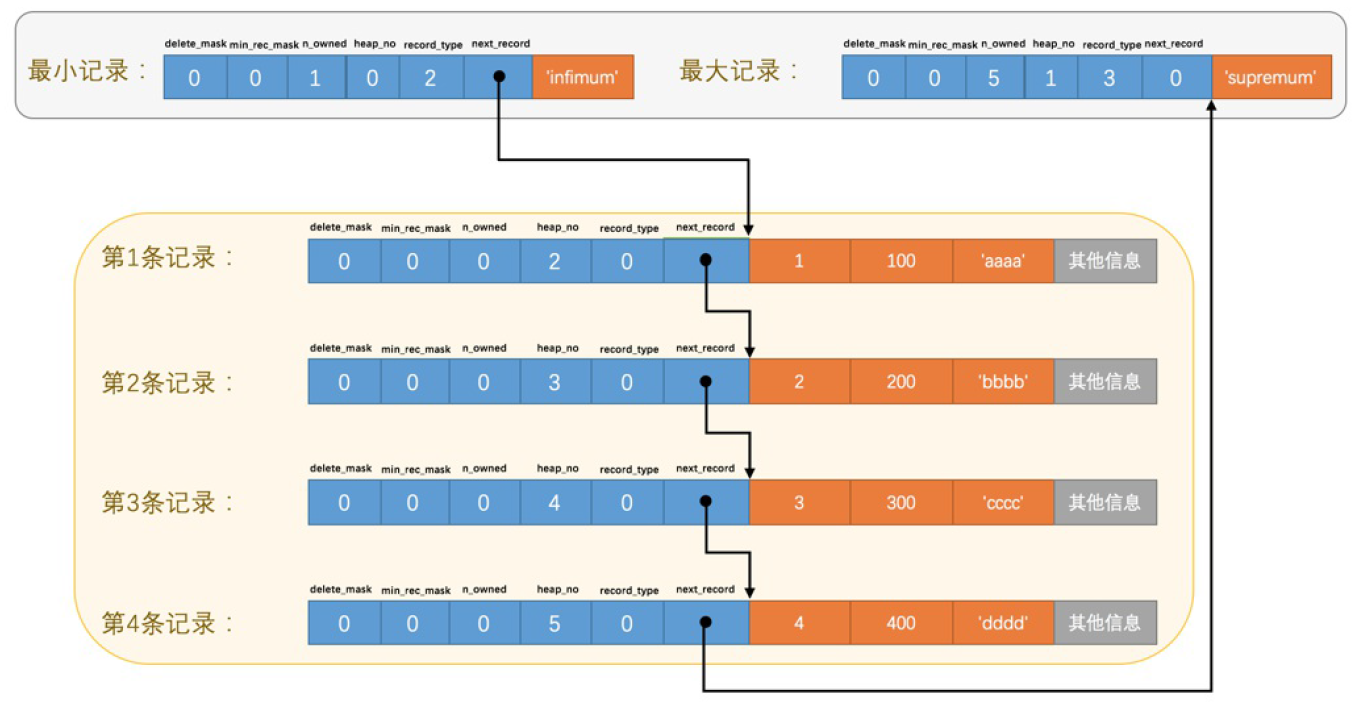 delete_mask min_rec_mask n_owned heap_no record_type next_record
最小记录： 0 0 1 0 2 'infimum'
delete_mask min_rec_mask n_owned heap_no record_type next_record
最大记录： 0 0 5 1 3 0 'supremum'
delete_mask min_rec_mask n_owned heap_no record_type next_record
第1条记录： 0 0 0 2 0 1 100 'aaaa' 其他信息
delete_mask min_rec_mask n_owned heap_no record_type next_record
第2条记录： 0 0 0 3 0 2 200 'bbbb' 其他信息
delete_mask min_rec_mask n_owned heap_no record_type next_record
第3条记录： 0 0 0 4 0 3 300 'cccc' 其他信息
delete_mask min_rec_mask n_owned heap_no record_type next_record
第4条记录： 0 0 0 5 0 4 400 'dddd' 其他信息